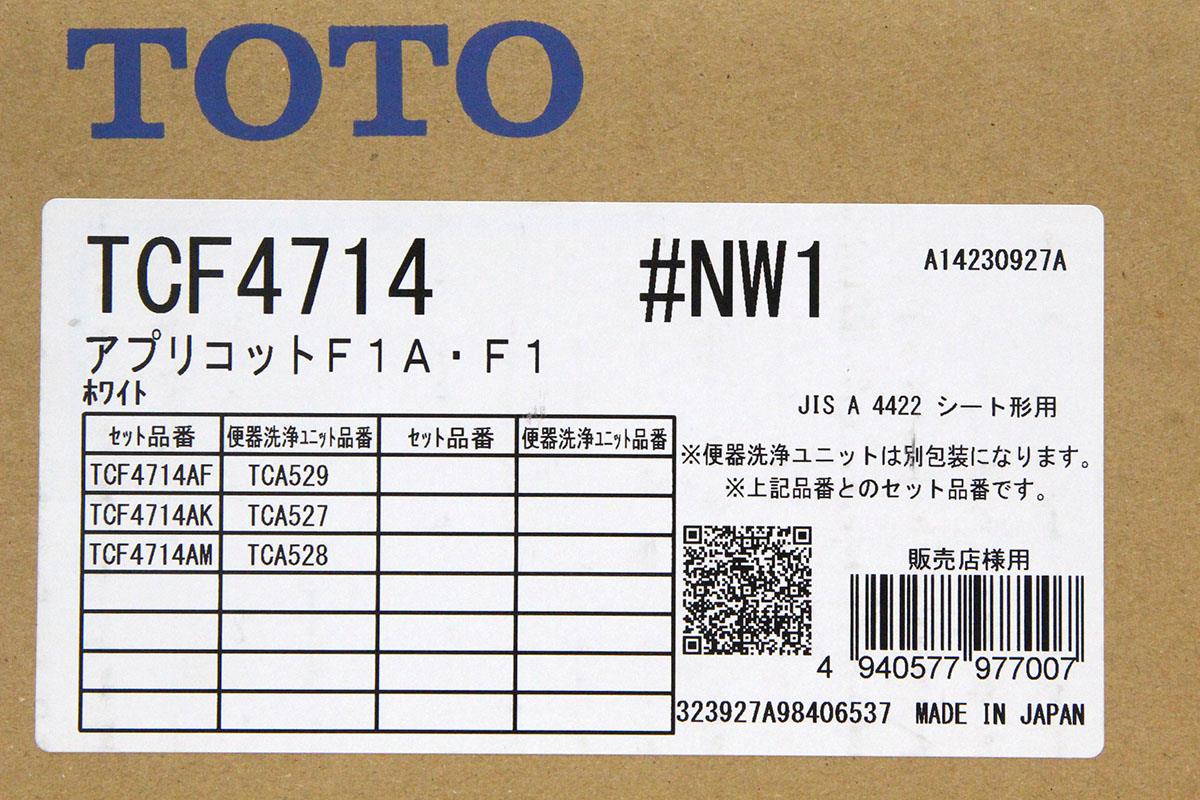 TOTO
TCF4714 #NW1 A14230927A
アプリコットF1A・F1
ホワイト
JIS A 4422 シート形用
ｾｯﾄ品番 便器洗浄ﾕﾆｯﾄ品番 ｾｯﾄ品番 便器洗浄ﾕﾆｯﾄ品番
TCF4714AF TCA529
TCF4714AK TCA527
TCF4714AM TCA528
※便器洗浄ユニットは別包装になります。
※上記品番とのセット品番です。
販売店様用
4 940577 977007
323927A98406537 MADE IN JAPAN